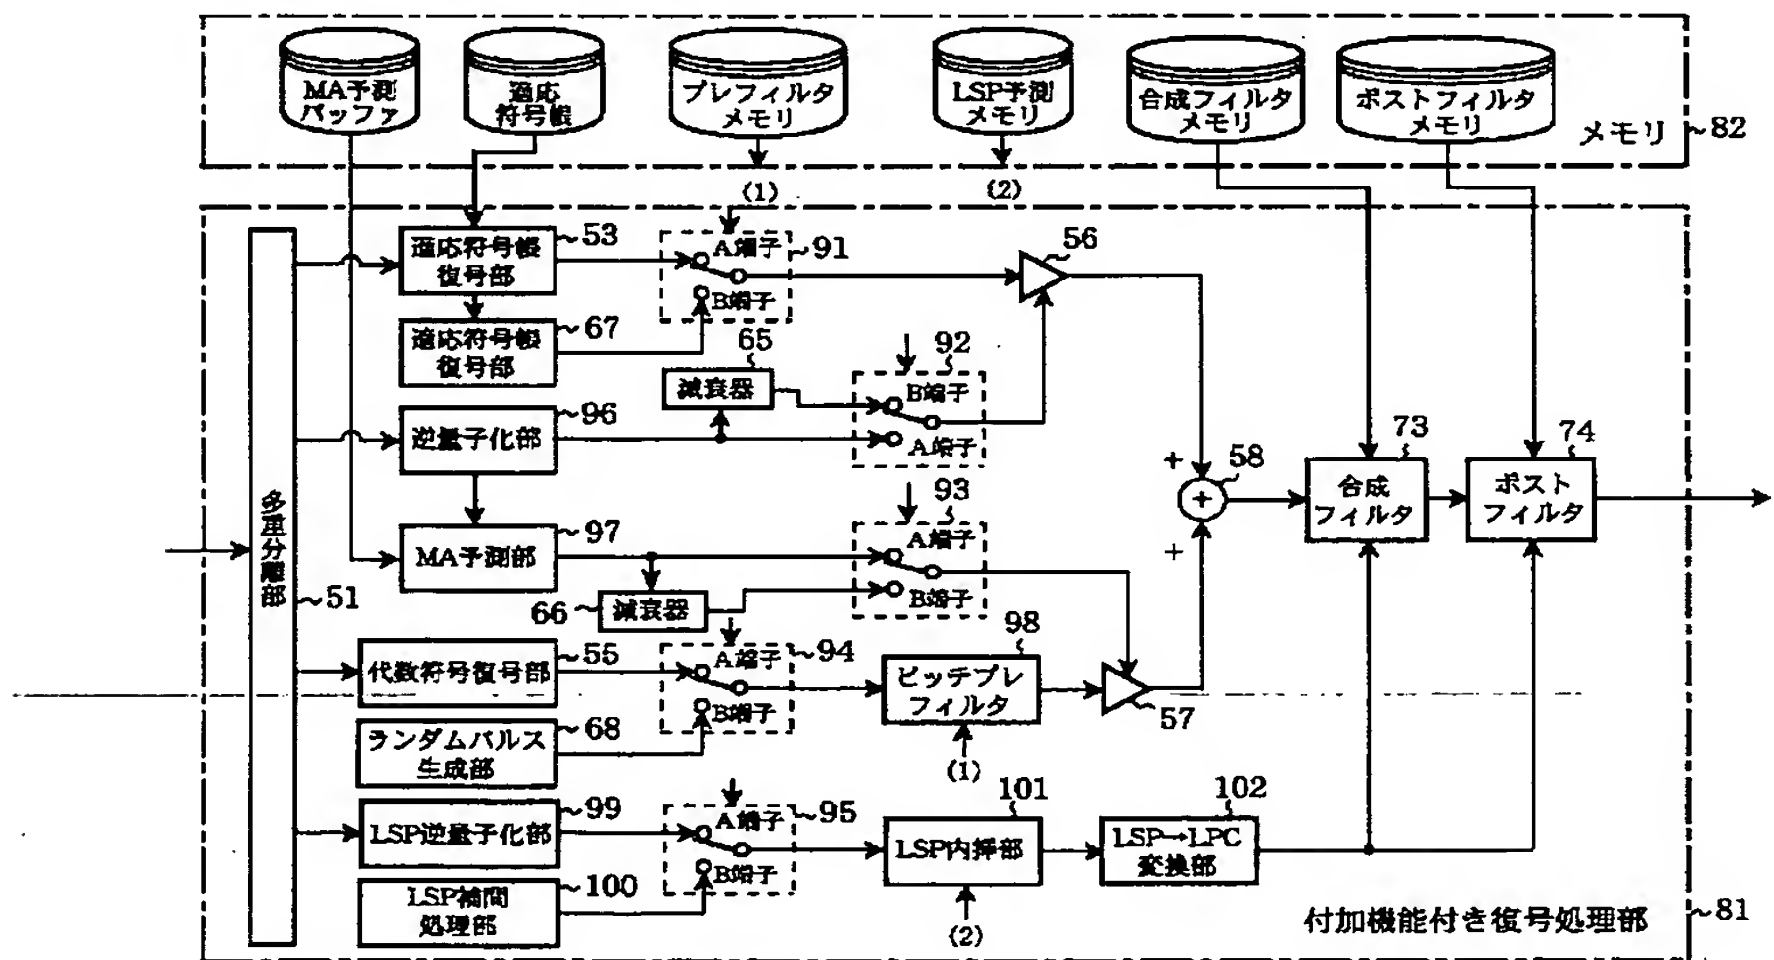 MA予測
バッファ
適応
符号帳
プレフィルタ
メモリ
LSP予測
メモリ
合成フィルタ
メモリ
ポストフィルタ
メモリ
メモリ
82
(1)
(2)
適応符号帳
復号部
53
A端子
B端子
91
56
適応符号帳
復号部
67
65
減衰器
92
B端子
A端子
逆量子化部
96
多重分離部
51
MA予測部
97
66
減衰器
93
A端子
B端子
+
+
+
58
73
合成
フィルタ
74
ポスト
フィルタ
代数符号復号部
55
A端子
B端子
94
98
ピッチプレ
フィルタ
(1)
57
ランダムパルス
生成部
68
LSP逆量子化部
99
A端子
B端子
95
101
LSP内挿部
(2)
102
LSP→LPC
変換部
LSP補間
処理部
100
付加機能付き復号処理部
81